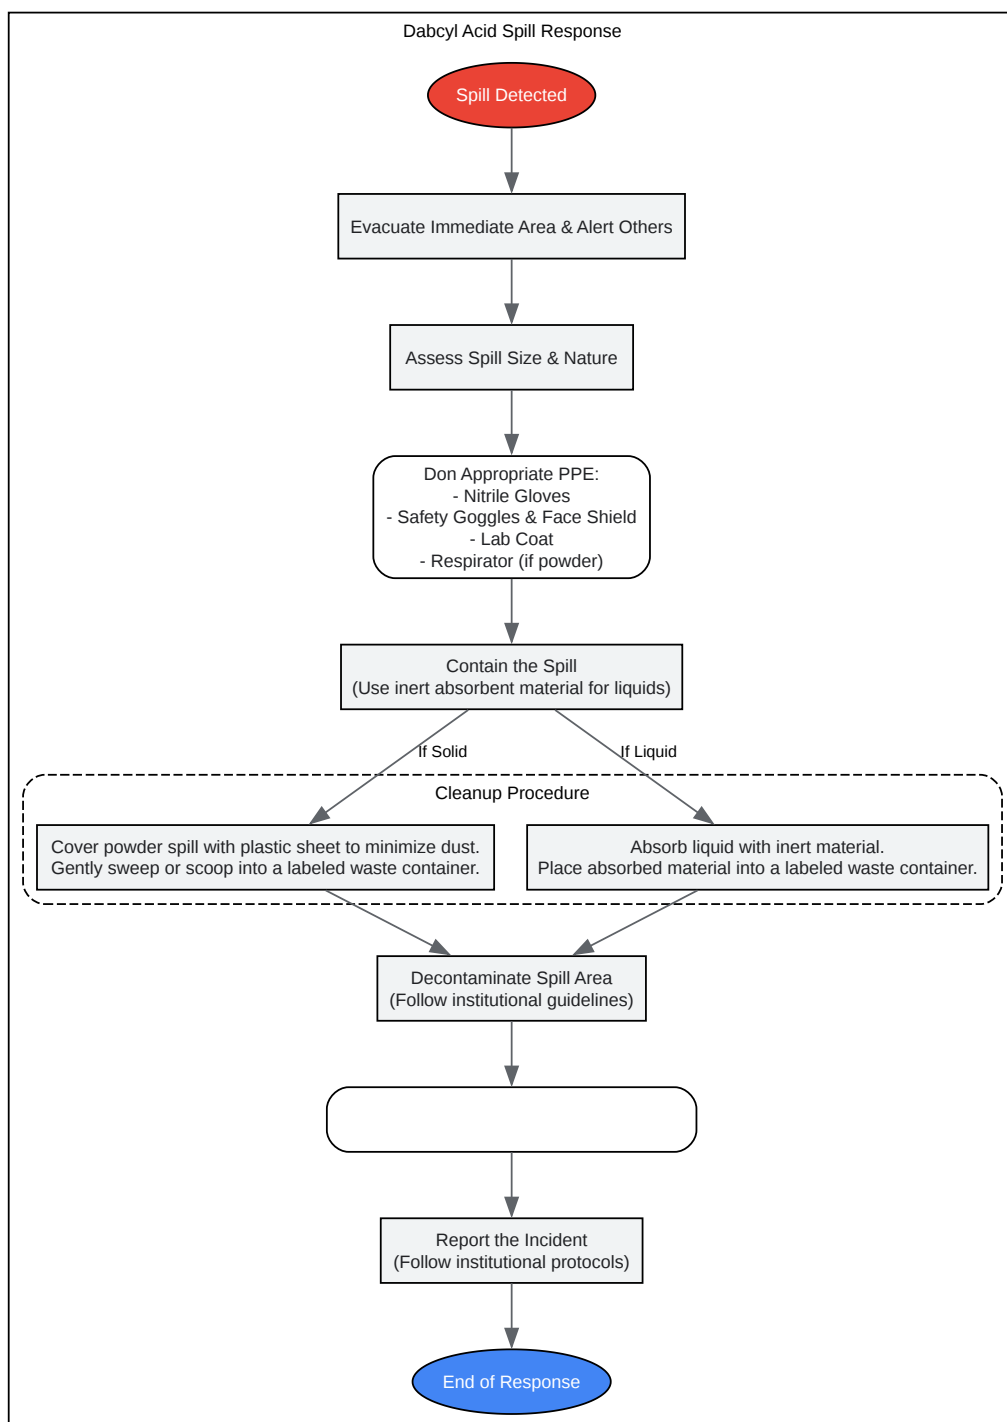 Dabcyl Acid Spill Response
Spill Detected
Evacuate Immediate Area & Alert Others
Assess Spill Size & Nature
Don Appropriate PPE:
- Nitrile Gloves
- Safety Goggles & Face Shield
- Lab Coat
- Respirator (if powder)
Contain the Spill
(Use inert absorbent material for liquids)
If Solid
If Liquid
Cleanup Procedure
Cover powder spill with plastic sheet to minimize dust.
Gently sweep or scoop into a labeled waste container.
Absorb liquid with inert material.
Place absorbed material into a labeled waste container.
Decontaminate Spill Area
(Follow institutional guidelines)
Report the Incident
(Follow institutional protocols)
End of Response